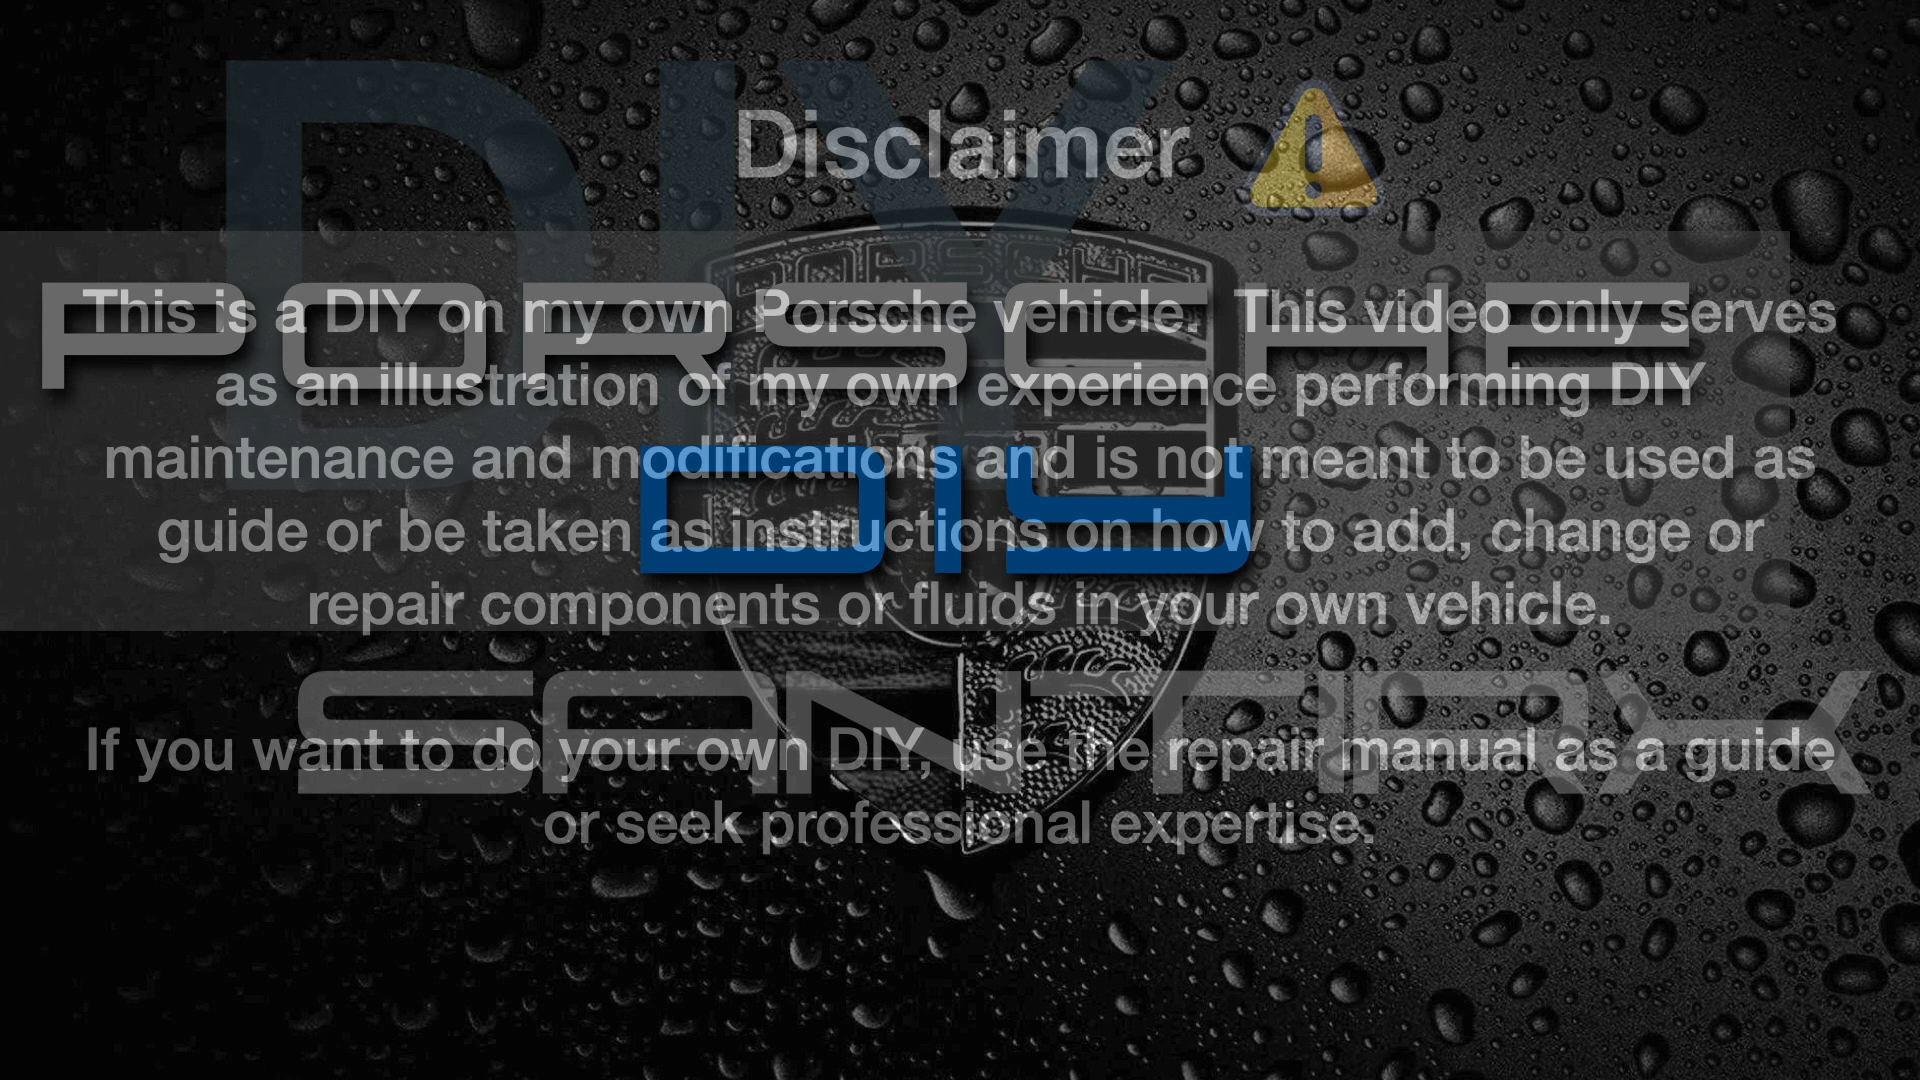 DIY
Disclaimer
PORSCHE
PORSCHE
This is a DIY on my own Porsche vehicle. This video only serves
as an illustration of my own experience performing DIY
maintenance and modifications and is not meant to be used as
DIY
guide or be taken as instructions on how to add, change or
repair components or fluids in your own vehicle.
If you want to do your own DIY, use the repair manual as a guide
or seek professional expertise.